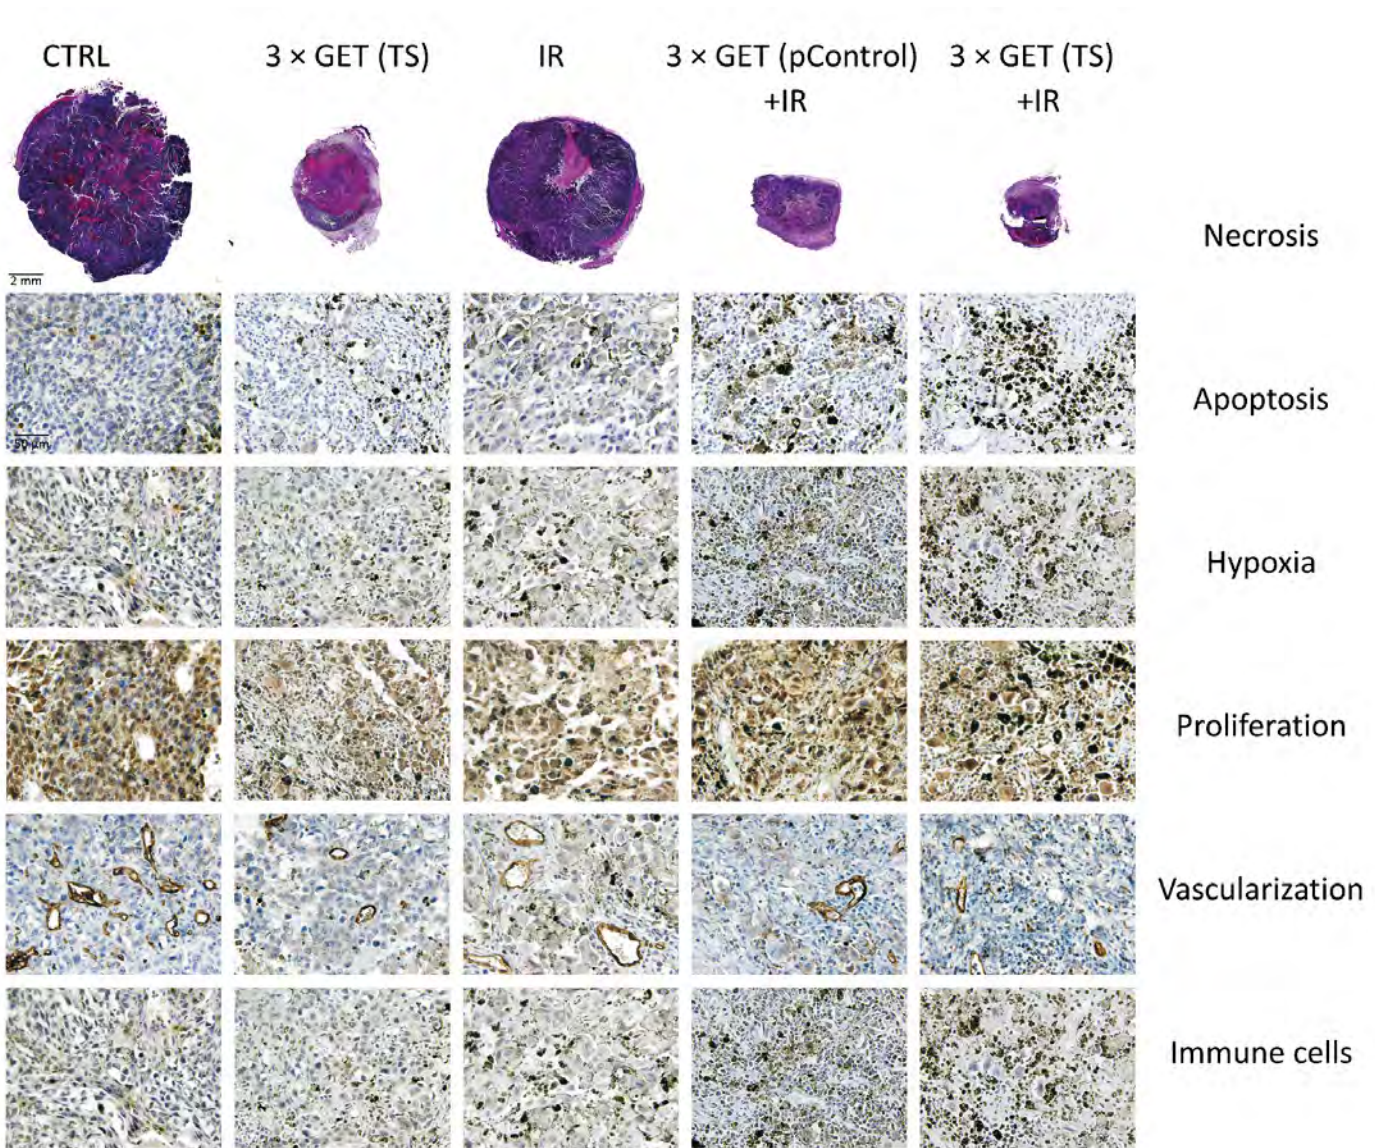 CTRL
3 × GET (TS)
IR
3 × GET (pControl)
+IR
3 × GET (TS)
+IR
2 mm
Necrosis
50 µm
Apoptosis
Hypoxia
Proliferation
Vascularization
Immune cells